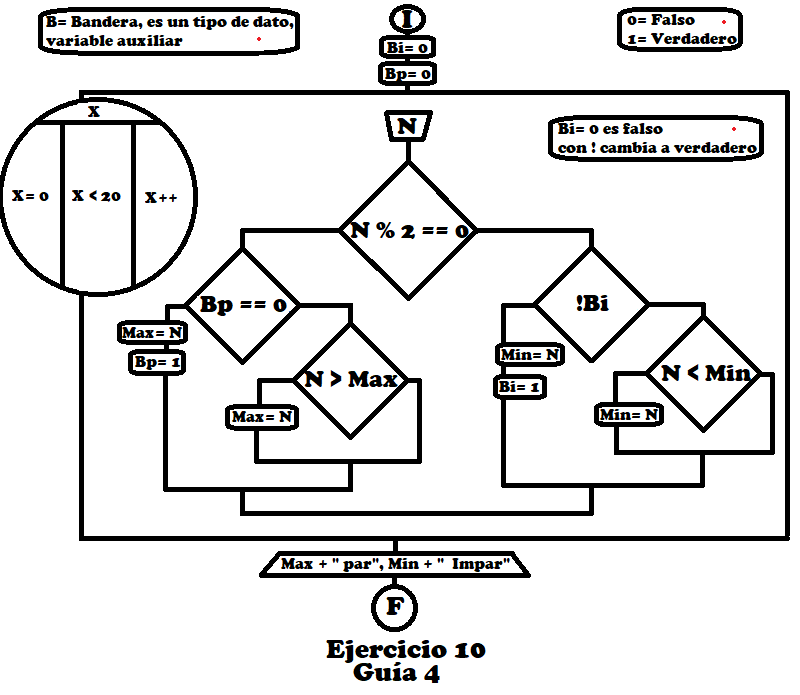 B= Bandera, es un tipo de dato,
variable auxiliar
I
Bi= 0
Bp= 0
0= Falso
1= Verdadero
X
X= 0
X < 20
X++
N
Bi= 0 es falso
con ! cambia a verdadero
N % 2 == 0
Bp == 0
!Bi
Max= N
Bp= 1
N > Max
Max= N
Min= N
Bi= 1
N < Min
Min= N
Max + " par", Min + "  Impar"
F
Ejercicio 10
Guía 4